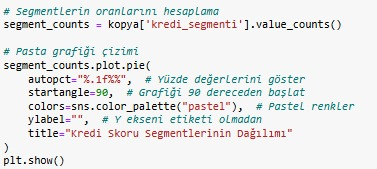 # Segmentlerin oranlarını hesaplama
segment_counts = kopya['kredi_segmenti'].value_counts()

# Pasta grafiği çizimi
segment_counts.plot.pie(
    autopct="%.1f%%",  # Yüzde değerlerini göster
    startangle=90,  # Grafiği 90 dereceden başlat
    colors=sns.color_palette("pastel"),  # Pastel renkler
    ylabel="",  # Y ekseni etiketi olmadan
    title="Kredi Skoru Segmentlerinin Dağılımı"
)
plt.show()